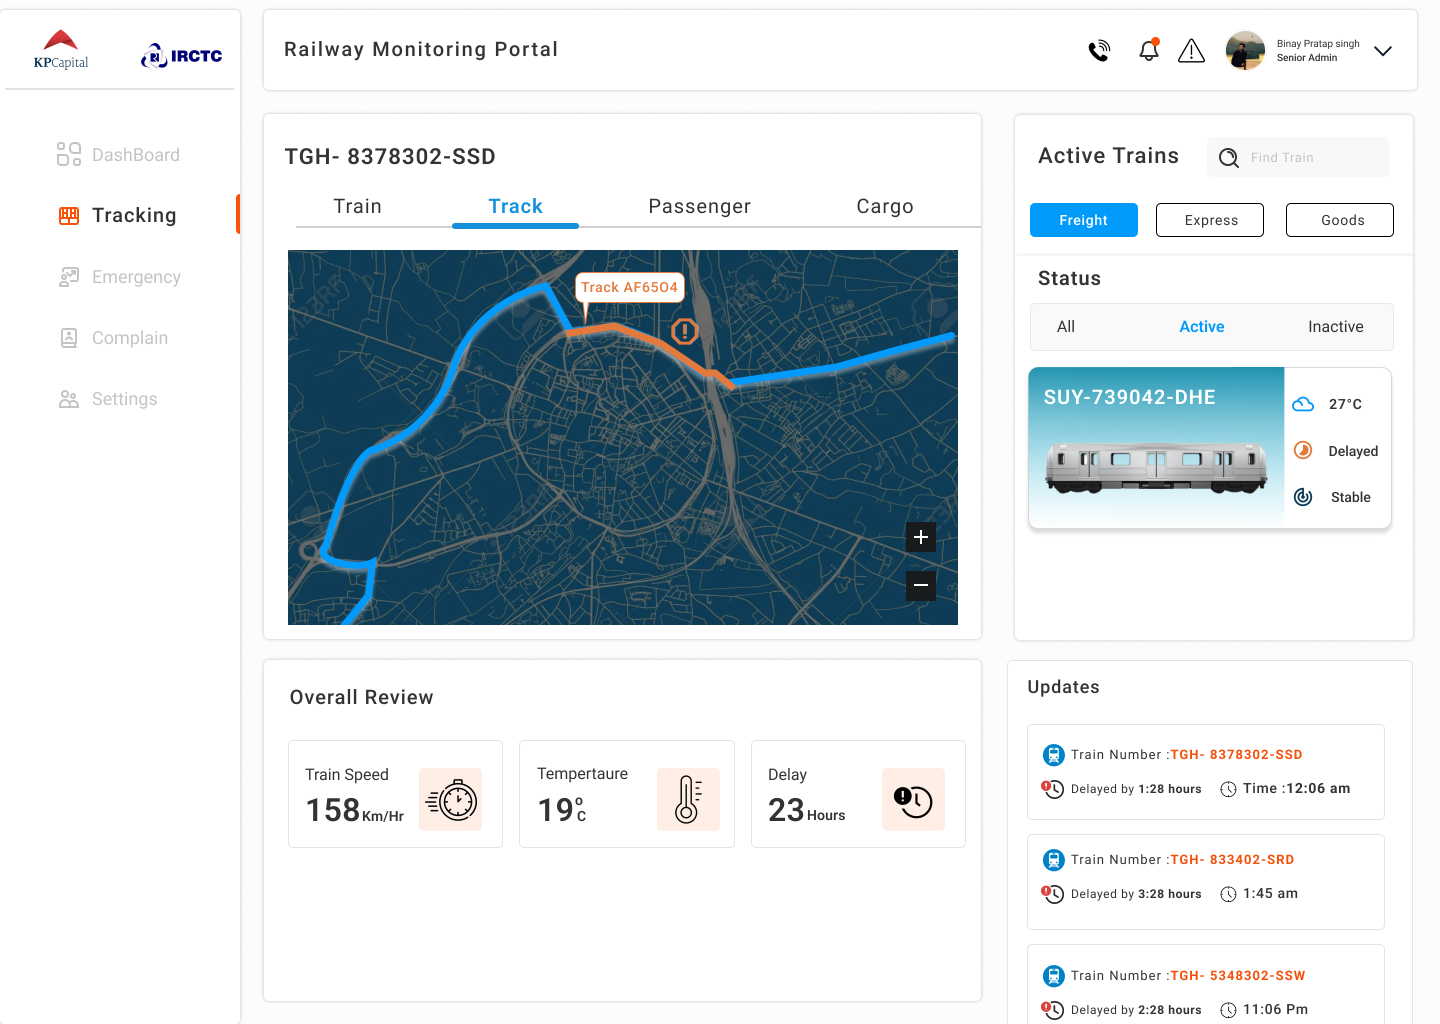 KPCapital
IRCTC
Railway Monitoring Portal
Binay Pratap singh
Senior Admin
DashBoard
Tracking
Emergency
Complain
Settings
TGH- 8378302-SSD
Train
Track
Passenger
Cargo
Track AF6504
Active Trains
Find Train
Freight
Express
Goods
Status
All
Active
Inactive
SUY-739042-DHE
27°C
Delayed
Stable
Overall Review
Train Speed
158 Km/Hr
Tempertaure
19°C
Delay
23 Hours
Updates
Train Number :TGH- 8378302-SSD
Delayed by 1:28 hours
Time :12:06 am
Train Number :TGH- 833402-SRD
Delayed by 3:28 hours
1:45 am
Train Number :TGH- 5348302-SSW
Delayed by 2:28 hours
11:06 Pm